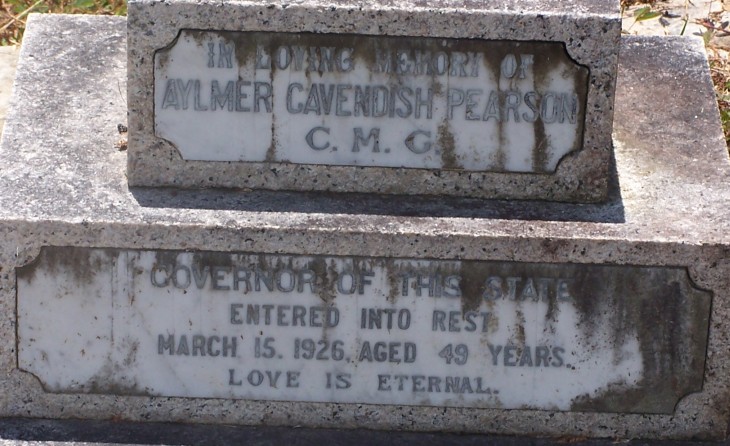 IN LOVING MEMORY OF
AYLMER CAVENDISH PEARSON
C. M. G.
GOVERNOR OF THIS STATE
ENTERED INTO REST
MARCH 15. 1926. AGED 49 YEARS.
LOVE IS ETERNAL.